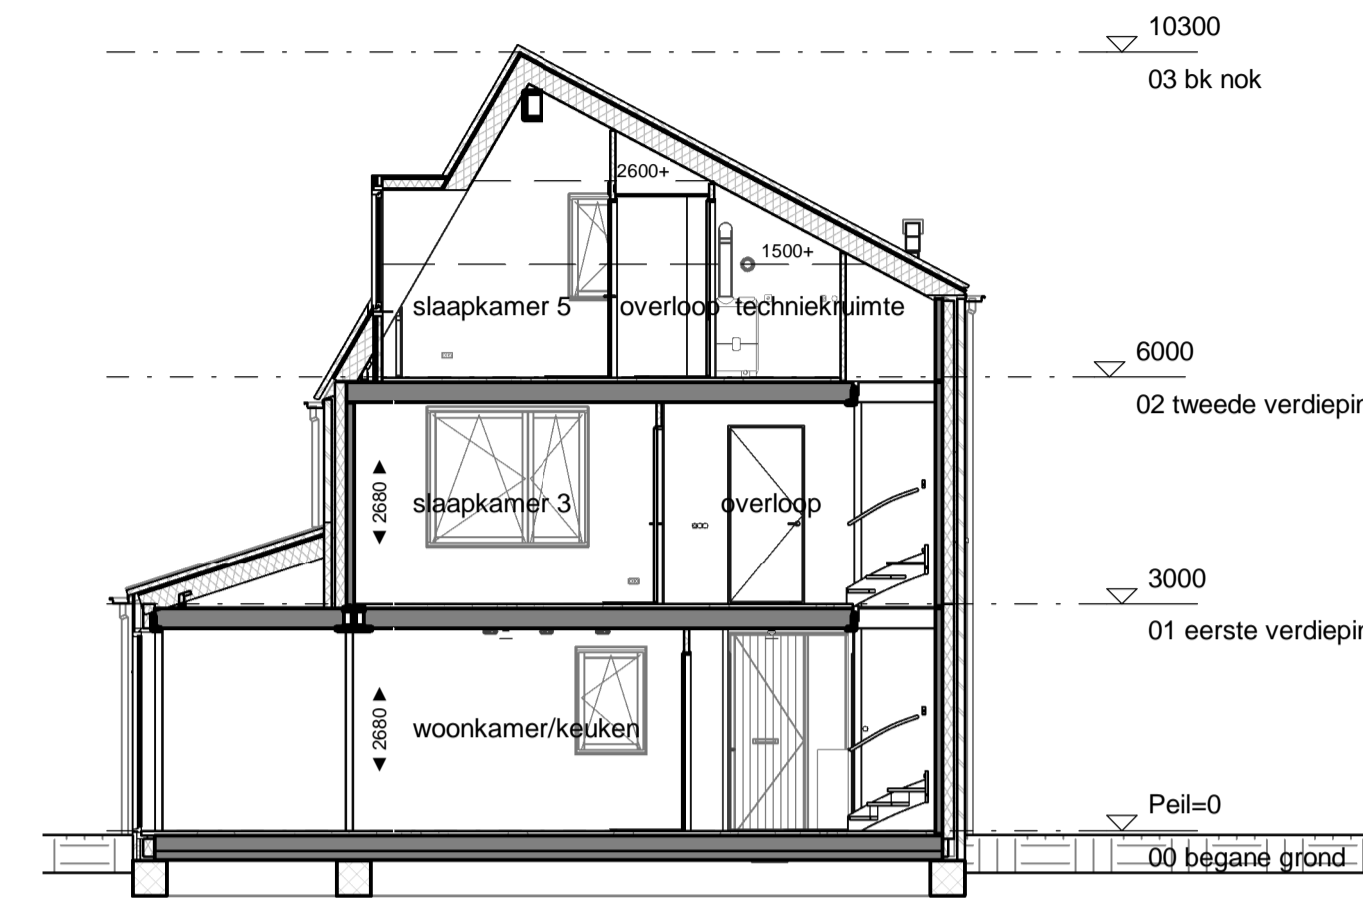 10300
03 bk nok
2600+
1500+
slaapkamer 5
overloop
techniekruimte
6000
02 tweede verdiepin
2680
slaapkamer 3
overloop
3000
01 eerste verdiepin
2680
woonkamer/keuken
Peil=0
00 begane grond